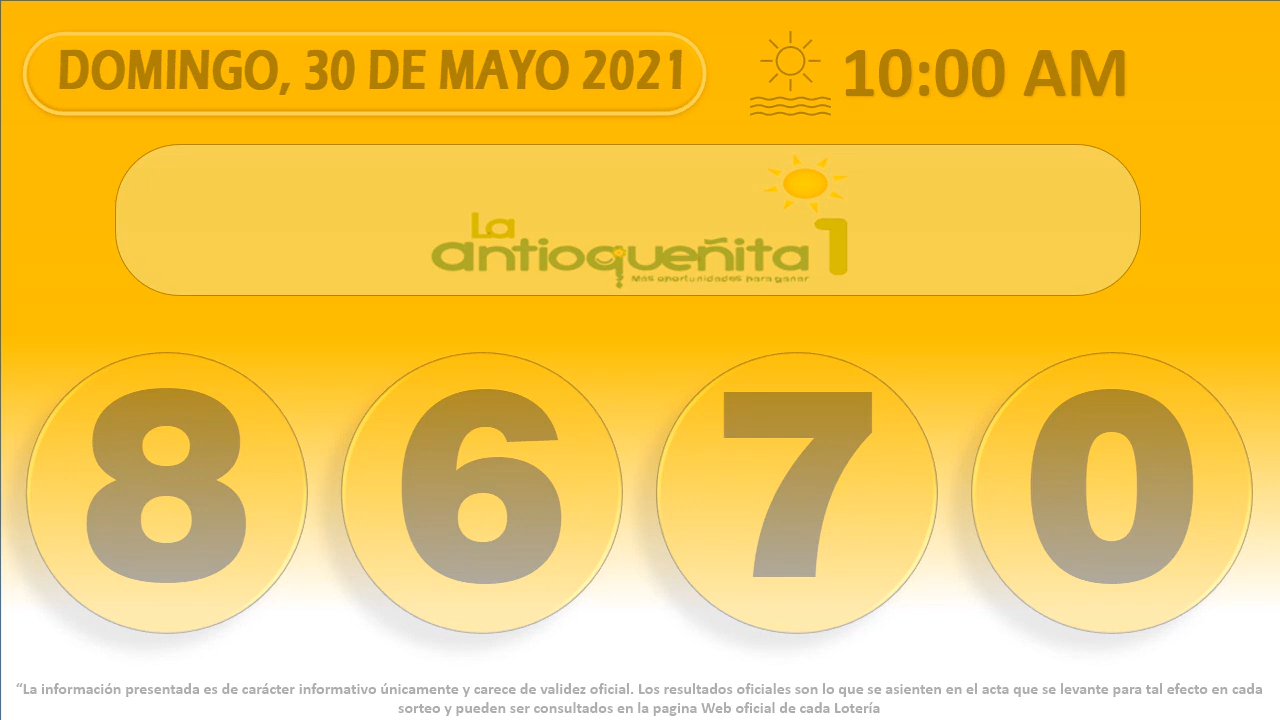 DOMINGO, 30 DE MAYO 2021
10:00 AM
La
antioqueñita 1
Más oportunidades para ganar
8 6 7 0
“La información presentada es de carácter informativo únicamente y carece de validez oficial. Los resultados oficiales son lo que se asienten en el acta que se levante para tal efecto en cada
sorteo y pueden ser consultados en la pagina Web oficial de cada Lotería